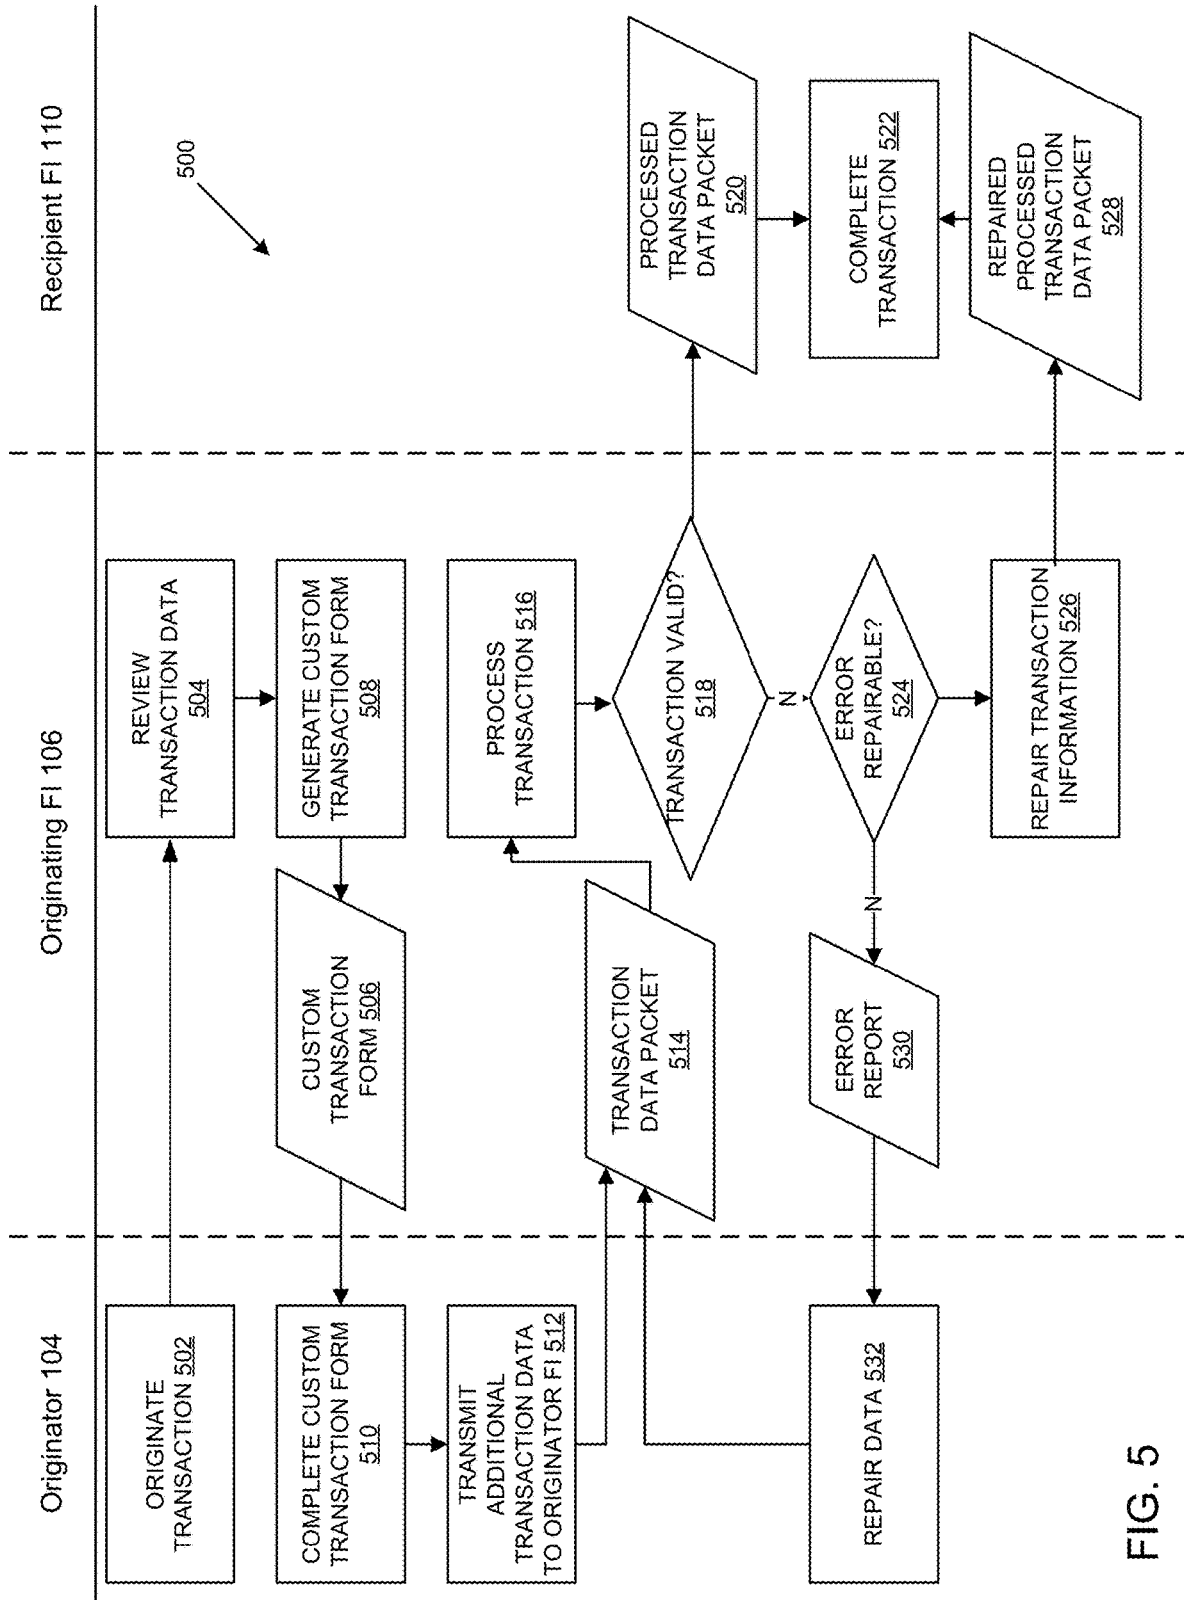 Originator 104
Originating FI 106
Recipient FI 110
500
ORIGINATE
TRANSACTION 502
REVIEW
TRANSACTION DATA
504
GENERATE CUSTOM
TRANSACTION FORM
508
CUSTOM
TRANSACTION
FORM 506
COMPLETE CUSTOM
TRANSACTION FORM
510
TRANSMIT
ADDITIONAL
TRANSACTION DATA
TO ORIGINATOR FI 512
TRANSACTION
DATA PACKET
514
PROCESS
TRANSACTION 516
TRANSACTION VALID?
518
PROCESSED
TRANSACTION
DATA PACKET
520
COMPLETE
TRANSACTION 522
N
ERROR
REPAIRABLE?
524
N
ERROR
REPORT
530
REPAIR DATA 532
REPAIR TRANSACTION
INFORMATION 526
REPAIRED
PROCESSED
TRANSACTION
DATA PACKET
528
FIG. 5